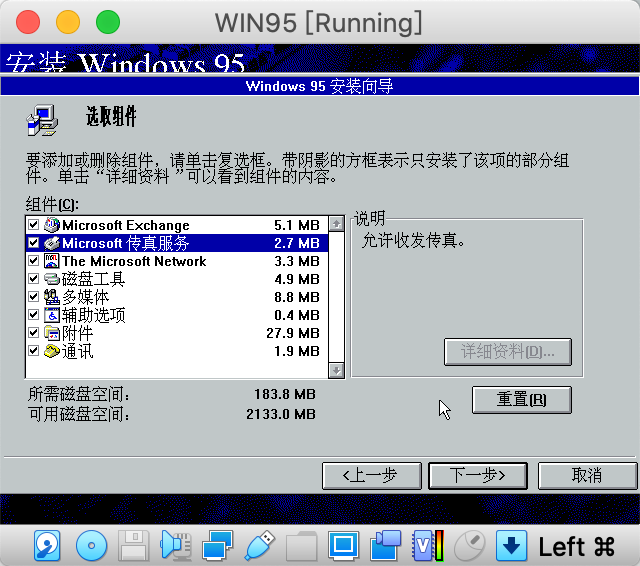 WIN95 [Running]
安装 Windows 95
Windows 95 安装向导
选取组件
要添加或删除组件，请单击复选框。带阴影的方框表示只安装了该项的部分组
件。单击“详细资料”可以看到组件的内容。
组件(C):
Microsoft Exchange 5.1 MB
Microsoft 传真服务 2.7 MB
The Microsoft Network 3.3 MB
磁盘工具 4.9 MB
多媒体 8.8 MB
辅助选项 0.4 MB
附件 27.9 MB
通讯 1.9 MB
说明
允许收发传真。
详细资料(D)...
所需磁盘空间： 183.8 MB
可用磁盘空间： 2133.0 MB
重置(R)
<上一步 下一步> 取消
Left ⌘